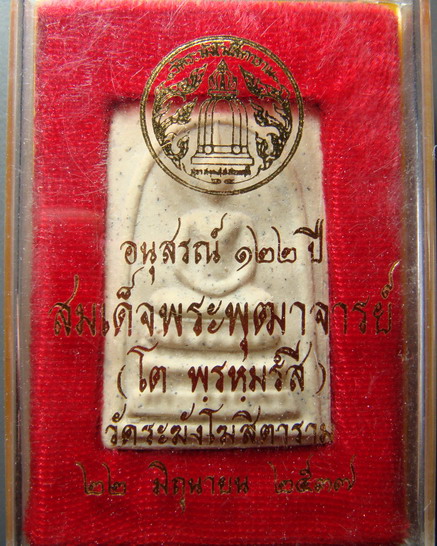 อนุสรณ์ ๑๒๒ ปี
สมเด็จพระพุฒาจารย์
(โต พฺรหฺมรํสี)
วัดระฆังโฆสิตาราม
๒๒ มิถุนายน ๒๕๓๗